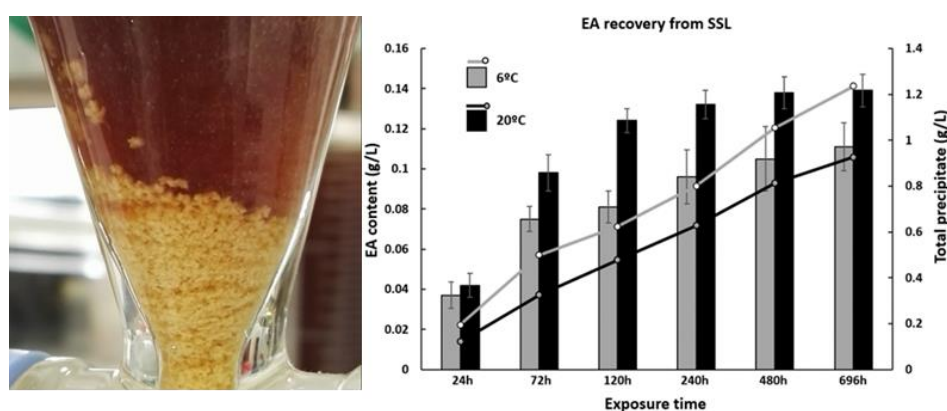 EA recovery from SSL
EA content (g/L)
0.16
0.14
0.12
0.1
0.08
0.06
0.04
0.02
0
6ºC
20ºC
1.4
1.2
1
0.8
0.6
0.4
0.2
0
Total precipitate (g/L)
24h 72h 120h 240h 480h 696h
Exposure time